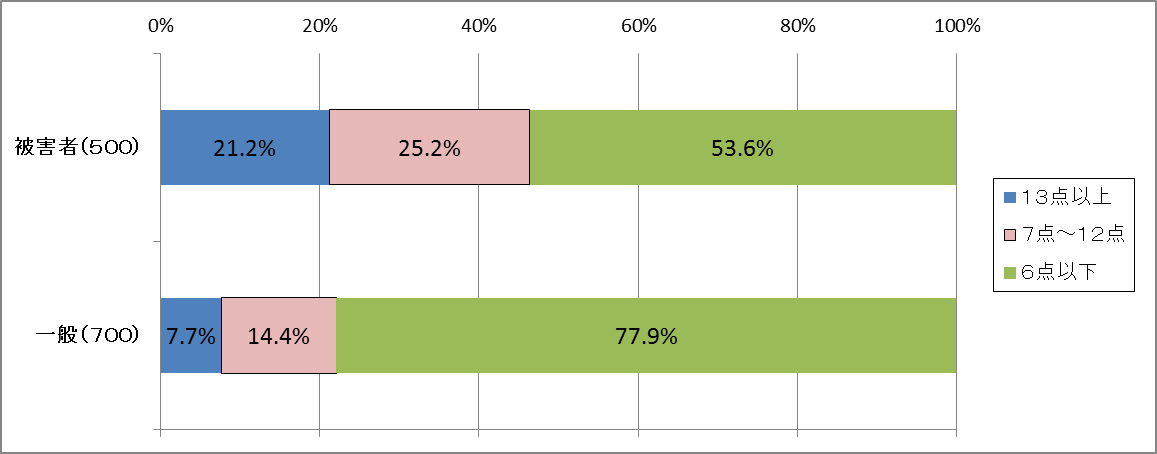 0% 20% 40% 60% 80% 100%
被害者(500) 21.2% 25.2% 53.6%
13点以上
7点～12点
6点以下
一般(700) 7.7% 14.4% 77.9%